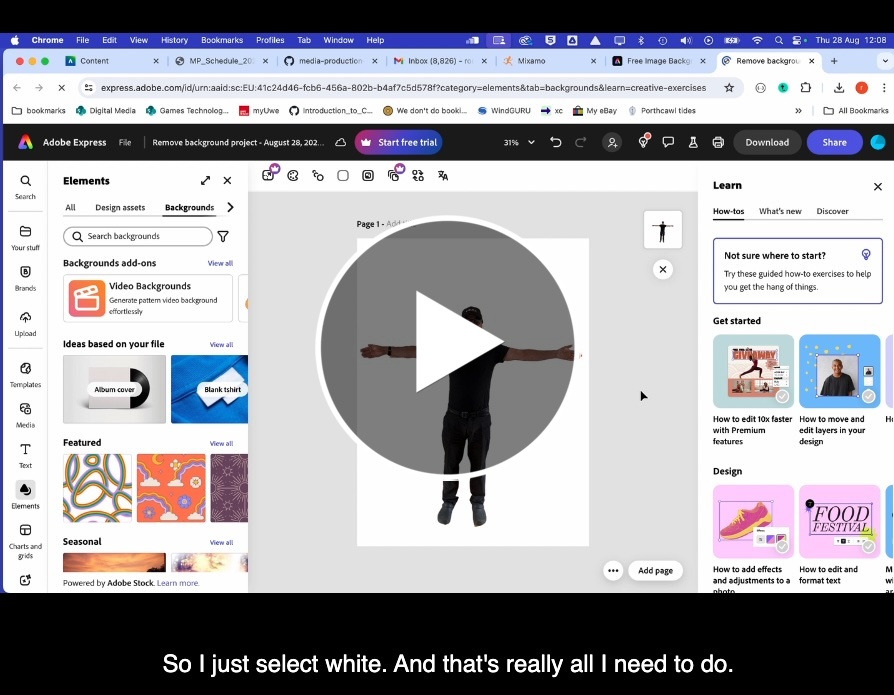 Chrome File Edit View History Bookmarks Profiles Tab Window Help Thu 28 Aug 12:08
Content MP_Schedule_20 media-production- Inbox (8,826) - ro Mixamo Free Image Backg Remove backgrou
express.adobe.com/id/urn:aaid:sc:EU:41c24d46-fcb6-456a-802b-b4af7c5d578f?category=elements&tab=backgrounds&learn=creative-exercises
bookmarks Digital Media Games Technolog... myUwe Introduction_to_C... We don't do booki... WindGURU xc My eBay Porthcawl tides All Bookmarks
Adobe Express File Remove background project - August 28, 202... Start free trial 31% Download Share
Search
Your stuff
Brands
Upload
Templates
Media
Text
Elements
Charts and
grids
Elements
All Design assets Backgrounds
Search backgrounds
Backgrounds add-ons View all
Video Backgrounds
Generate pattern video background
effortlessly
Ideas based on your file View all
Album cover Blank tshirt
Featured View all
Seasonal View all
Powered by Adobe Stock. Learn more.
Page 1 - Add
Add page
Learn
How-tos What's new Discover
Not sure where to start?
Try these guided how-to exercises to help
you get the hang of things.
Get started
GIVEAWAY
How to edit 10x faster
with Premium
features
How to move and
edit layers in your
design
Design
FOOD
FESTIVAL
How to add effects
and adjustments to a
photo
How to edit and
format text
So I just select white. And that's really all I need to do.